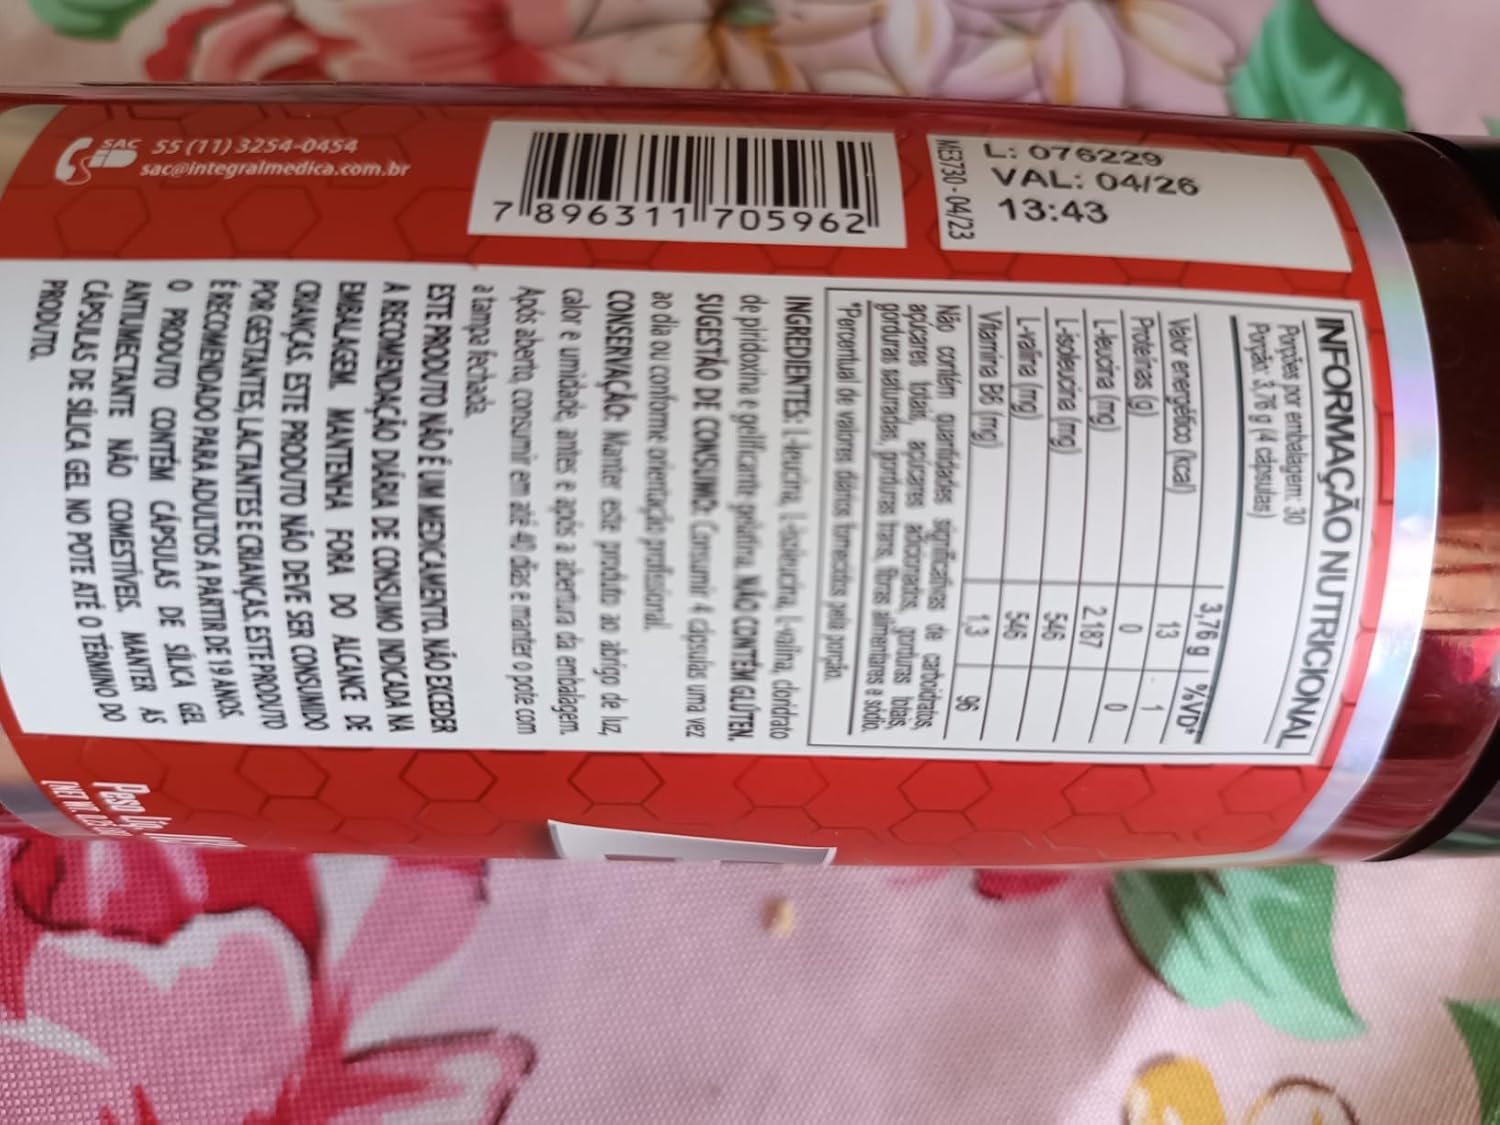 INFORMAÇÃO NUTRICIONAL
Porções por embalagem: 30
Porção: 3,76 g (4 cápsulas)
3,76 g %VD*
Valor energético (kcal) 13 1
Proteínas (g) 0 0
L-leucina (mg) 2.187
L-isoleucina (mg) 546
L-valina (mg) 546
Vitamina B6 (mg) 1,3 96
Não contém quantidades significativas de carboidratos,
açúcares totais, açúcares adicionados, gorduras totais,
gorduras saturadas, gorduras trans, fibras alimentares e sódio.
*Percentual de valores diários fornecidos pela porção.
INGREDIENTES: L-leucina, L-isoleucina, L-valina, cloridrato
de piridoxina e gelificante gelatina. NÃO CONTÉM GLÚTEN.
SUGESTÃO DE CONSUMO: Consumir 4 cápsulas uma vez
ao dia ou conforme orientação profissional.
CONSERVAÇÃO: Manter este produto ao abrigo de luz,
calor e umidade, antes e após a abertura da embalagem.
Após aberto, consumir em até 40 dias e manter o pote com
a tampa fechada.
ESTE PRODUTO NÃO É UM MEDICAMENTO. NÃO EXCEDER
A RECOMENDAÇÃO DIÁRIA DE CONSUMO INDICADA NA
EMBALAGEM. MANTENHA FORA DO ALCANCE DE
CRIANÇAS. ESTE PRODUTO NÃO DEVE SER CONSUMIDO
POR GESTANTES, LACTANTES E CRIANÇAS. ESTE PRODUTO
É RECOMENDADO PARA ADULTOS A PARTIR DE 19 ANOS.
O PRODUTO CONTÉM CÁPSULAS DE SÍLICA GEL
ANTIUMECTANTE NÃO COMESTÍVEIS. MANTER AS
CÁPSULAS DE SÍLICA GEL NO POTE ATÉ O TÉRMINO DO
PRODUTO.
L: 076229
VAL: 04/26
13:43
ME3730 - 04/23
7 896311 705962
SAC 55 (11) 3254-0454
sac@integralmedica.com.br
Peso Líq.
(NET WT.